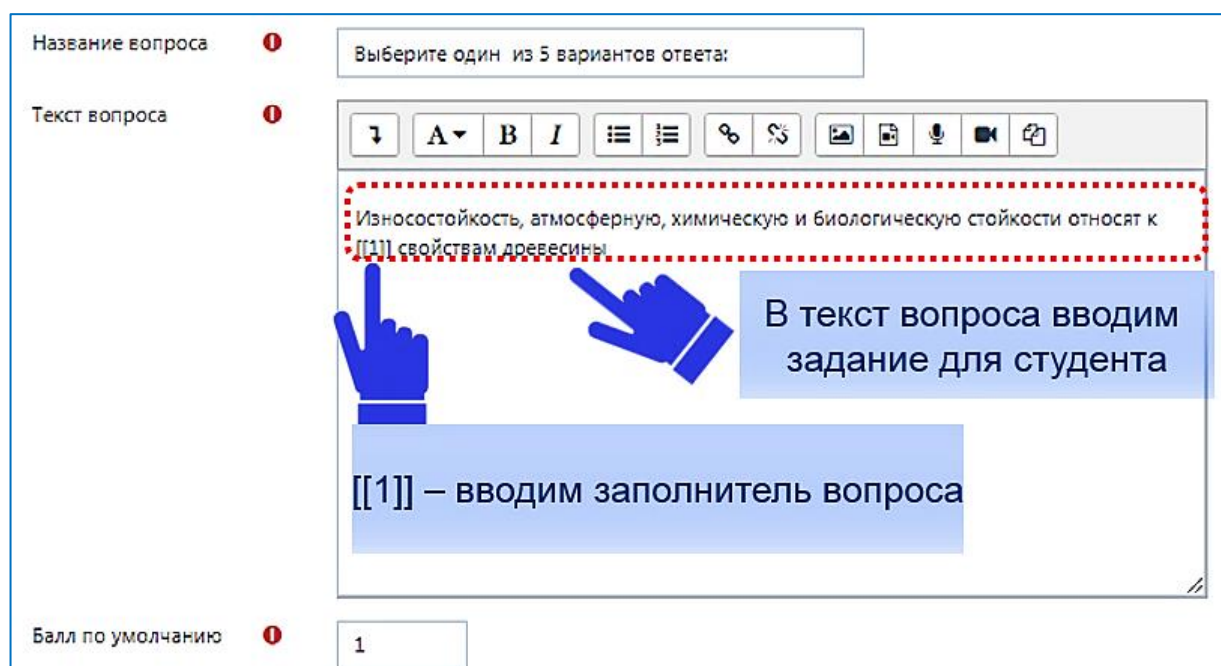 Название вопроса
Выберите один  из 5 вариантов ответа:
Текст вопроса
A B I
Износостойкость, атмосферную, химическую и биологическую стойкости относят к
[[1]] свойствам древесины
В текст вопроса вводим
задание для студента
[[1]] – вводим заполнитель вопроса
Балл по умолчанию
1